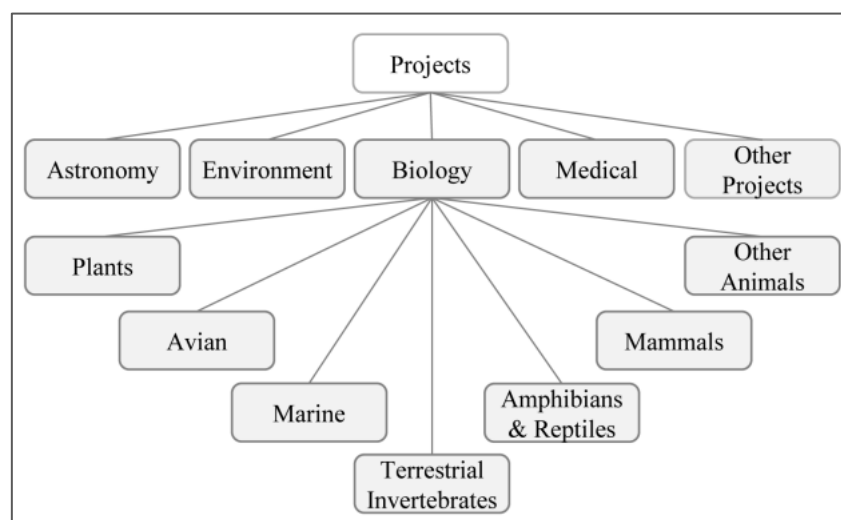 Projects
Astronomy
Environment
Biology
Medical
Other
Projects
Plants
Other
Animals
Avian
Mammals
Marine
Amphibians
& Reptiles
Terrestrial
Invertebrates